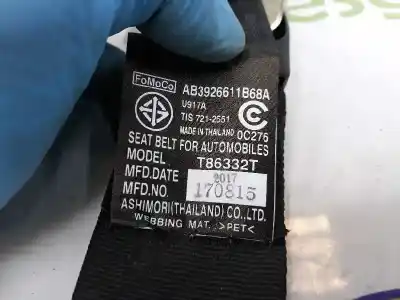 FoMoCo AB3926611B68A
U917A
TIS 721-2551
MADE IN THAILAND OC276
SEAT BELT FOR AUTOMOBILES
MODEL T86332T
MFD.DATE 2017
MFD.NO. 170815
ASHIMORI(THAILAND) CO.,LTD.
WEBBING MAT. >PET<